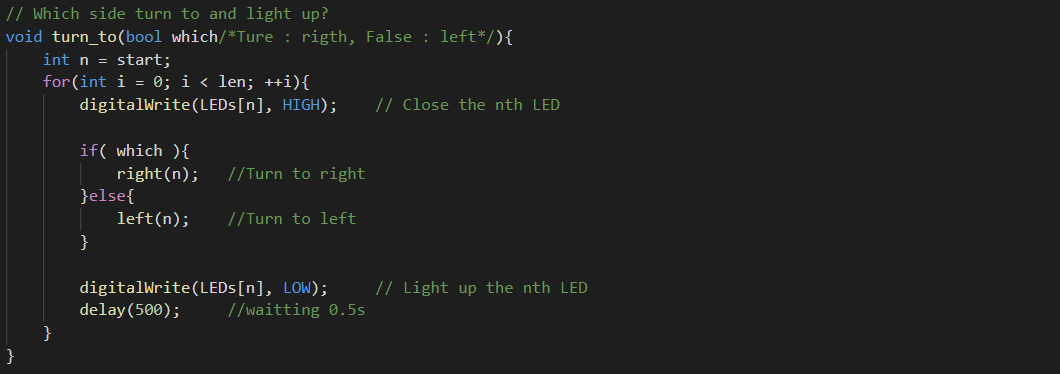 // Which side turn to and light up?
void turn_to(bool which/*Ture : rigth, False : left*/){
    int n = start;
    for(int i = 0; i < len; ++i){
        digitalWrite(LEDs[n], HIGH);    // Close the nth LED
        if( which ){
            right(n);   //Turn to right
        }else{
            left(n);    //Turn to left
        }
        digitalWrite(LEDs[n], LOW);     // Light up the nth LED
        delay(500);     //waitting 0.5s
    }
}